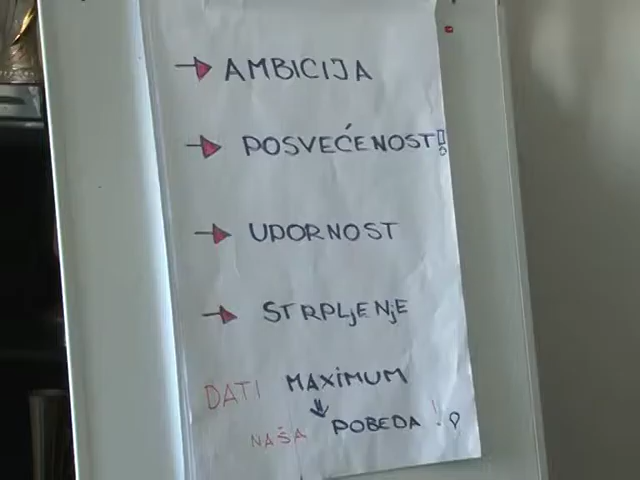 AMBICIJA
POSVEĆENOST!
UPORNOST
STRPLjENjE
DATI MAXiMUM
NAŠA POBEDA !